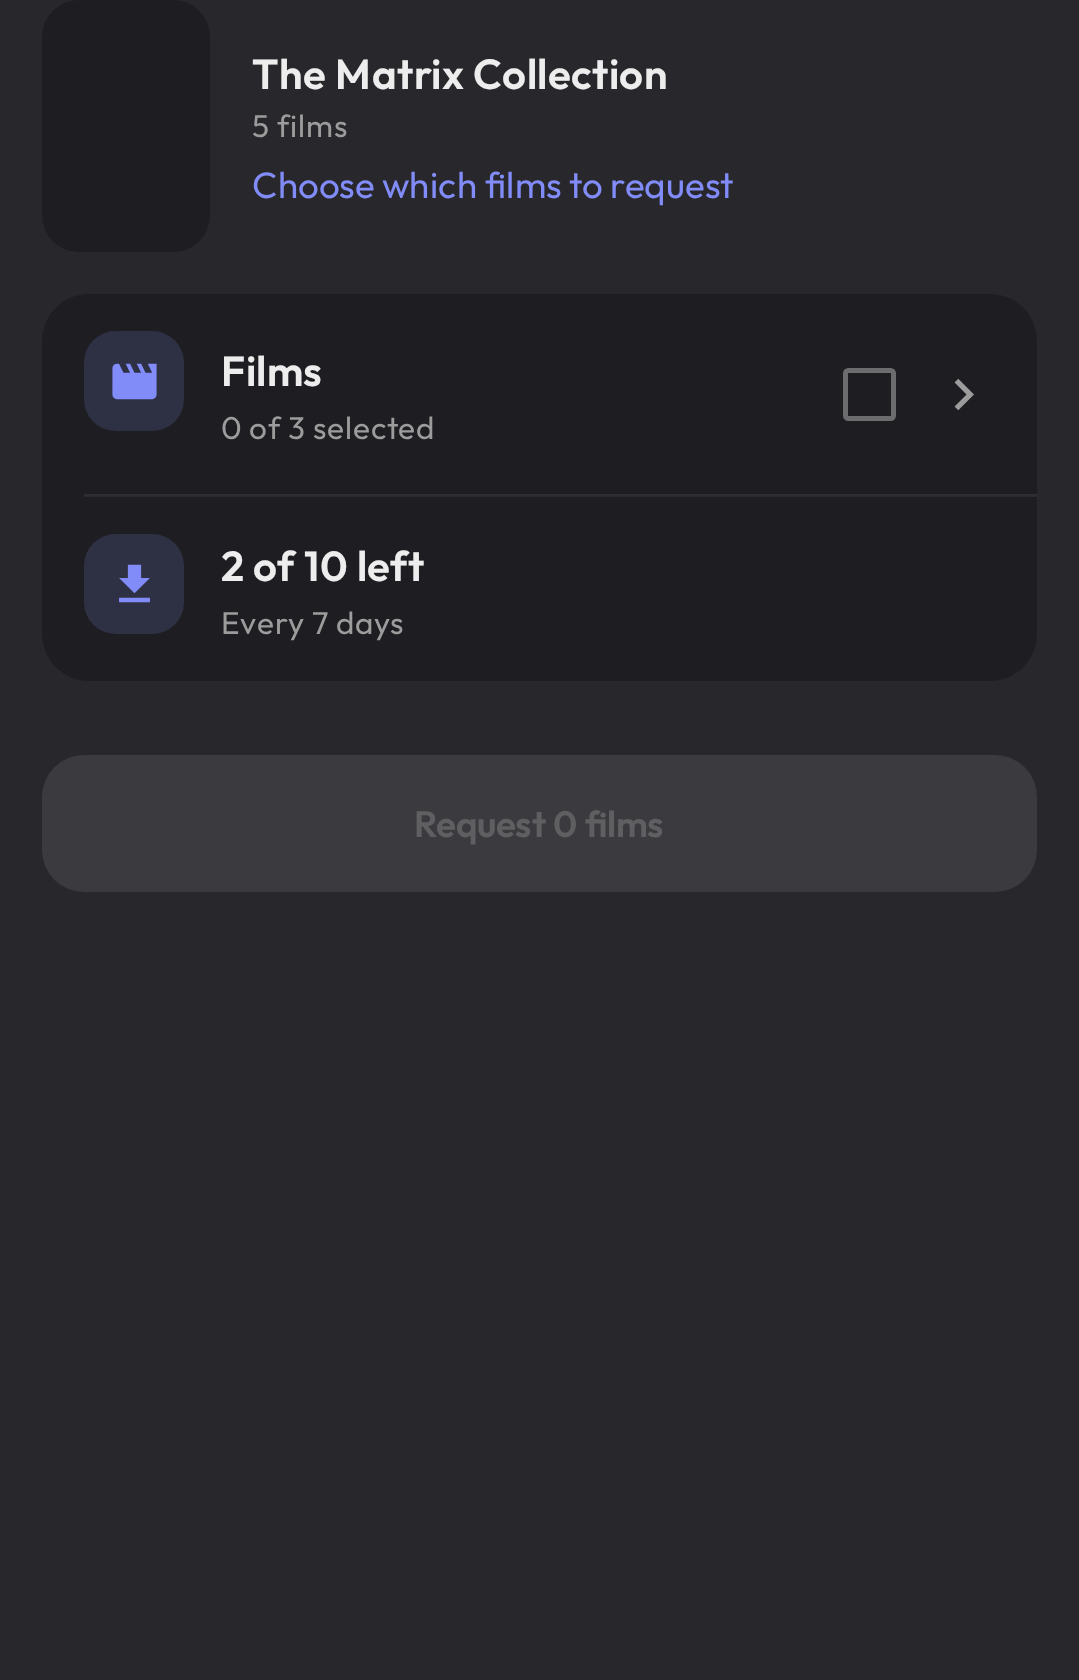 The Matrix Collection
5 films
Choose which films to request
Films
0 of 3 selected
2 of 10 left
Every 7 days
Request 0 films